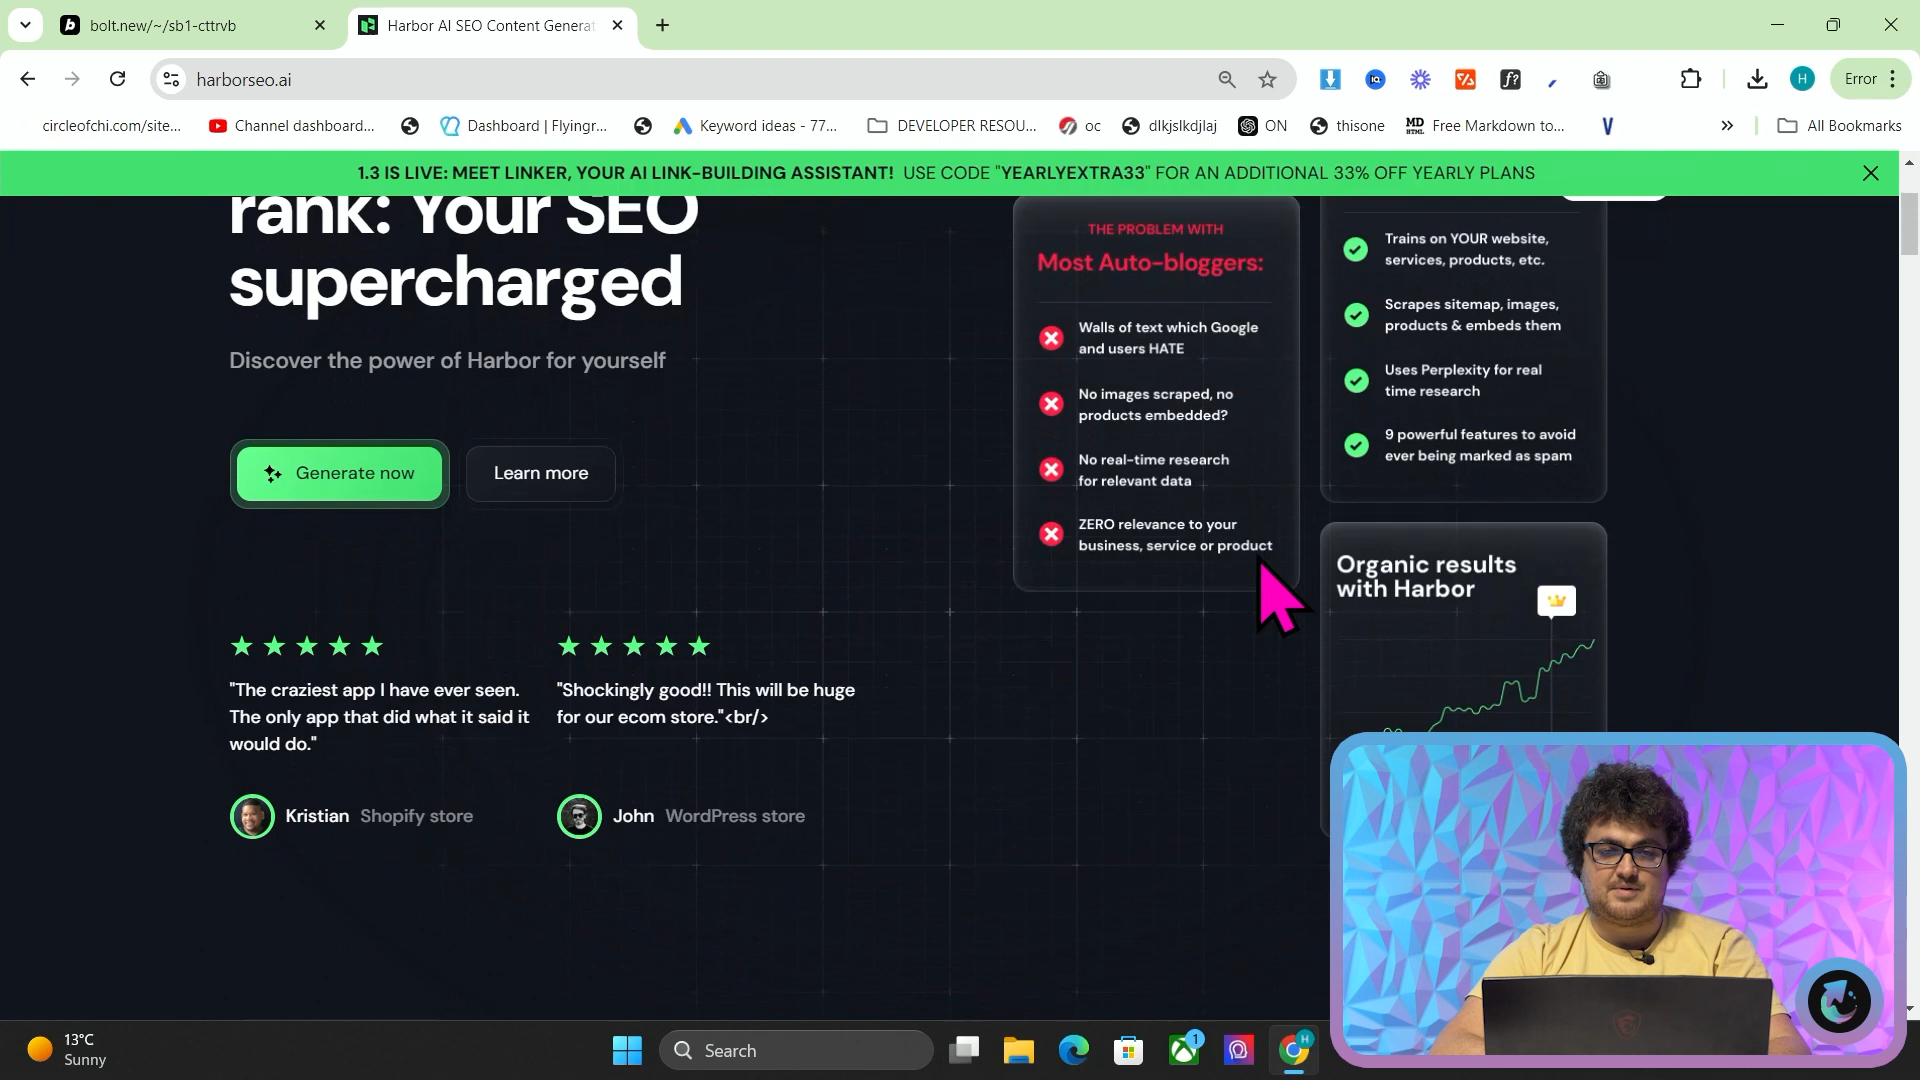 bolt.new/~/sb1-cttrvb
Harbor AI SEO Content Generat
harborseo.ai
Error
circleofchi.com/site...
Channel dashboard...
Dashboard | Flyingr...
Keyword ideas - 77...
DEVELOPER RESOU...
oc
dlkjslkdjlaj
ON
thisone
MD
HTML
Free Markdown to...
All Bookmarks
1.3 IS LIVE: MEET LINKER, YOUR AI LINK-BUILDING ASSISTANT! USE CODE "YEARLYEXTRA33" FOR AN ADDITIONAL 33% OFF YEARLY PLANS
rank: Your SEO
supercharged
Discover the power of Harbor for yourself
Generate now
Learn more
THE PROBLEM WITH
Most Auto-bloggers:
Walls of text which Google
and users HATE
No images scraped, no
products embedded?
No real-time research
for relevant data
ZERO relevance to your
business, service or product
Trains on YOUR website,
services, products, etc.
Scrapes sitemap, images,
products & embeds them
Uses Perplexity for real
time research
9 powerful features to avoid
ever being marked as spam
Organic results
with Harbor
"The craziest app I have ever seen.
The only app that did what it said it
would do."
Kristian Shopify store
"Shockingly good!! This will be huge
for our ecom store."<br/>
John WordPress store
13°C
Sunny
Search
1
H